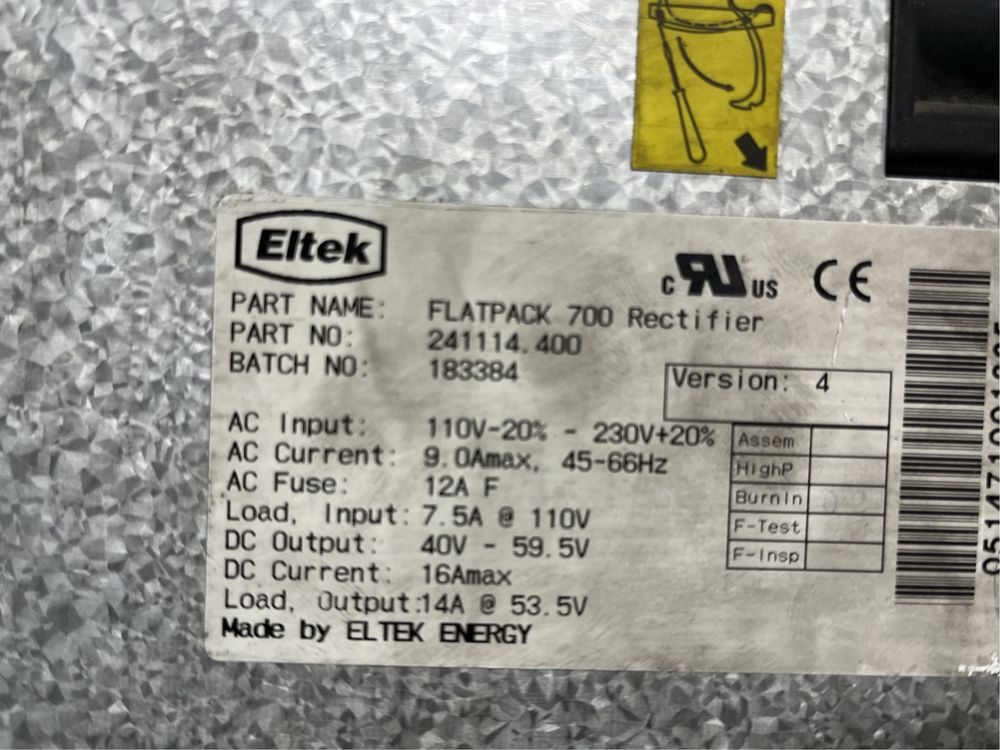 Eltek
c RU US CE
PART NAME: FLATPACK 700 Rectifier
PART NO: 241114.400
BATCH NO: 183384
Version: 4
AC Input: 110V-20% - 230V+20%
AC Current: 9.0Amax, 45-66Hz
AC Fuse: 12A F
Load, Input: 7.5A @ 110V
DC Output: 40V - 59.5V
DC Current: 16Amax
Load, Output: 14A @ 53.5V
Made by ELTEK ENERGY
Assem
HighP
BurnIn
F-Test
F-Insp